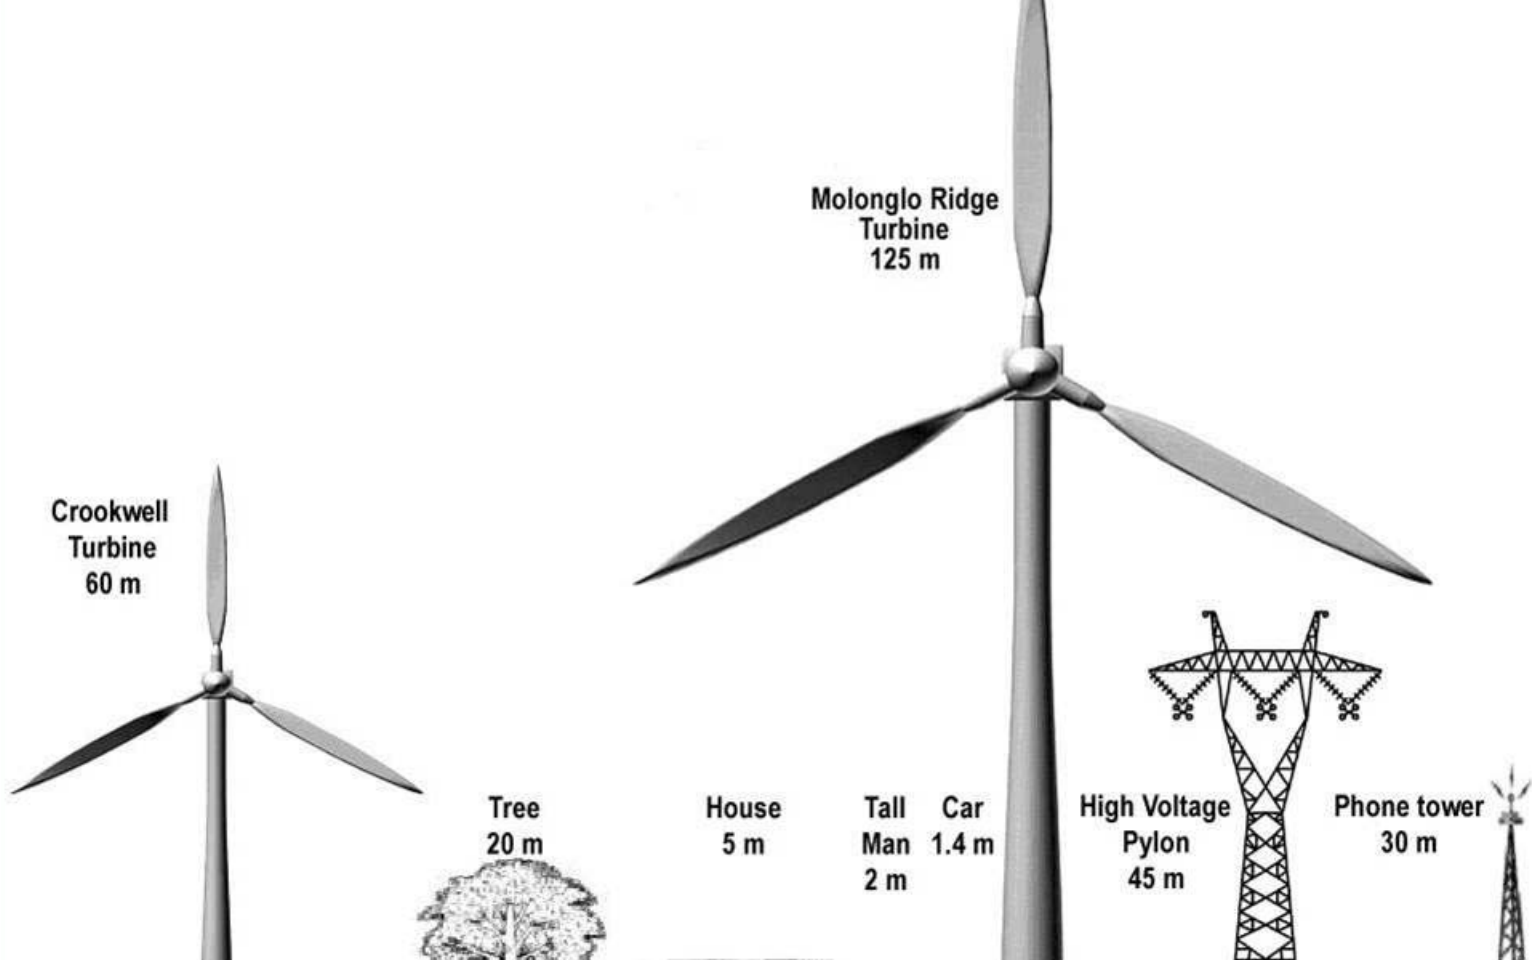 Molonglo Ridge
Turbine
125 m
Crookwell
Turbine
60 m
Tree
20 m
House
5 m
Tall
Man
2 m
Car
1.4 m
High Voltage
Pylon
45 m
Phone tower
30 m